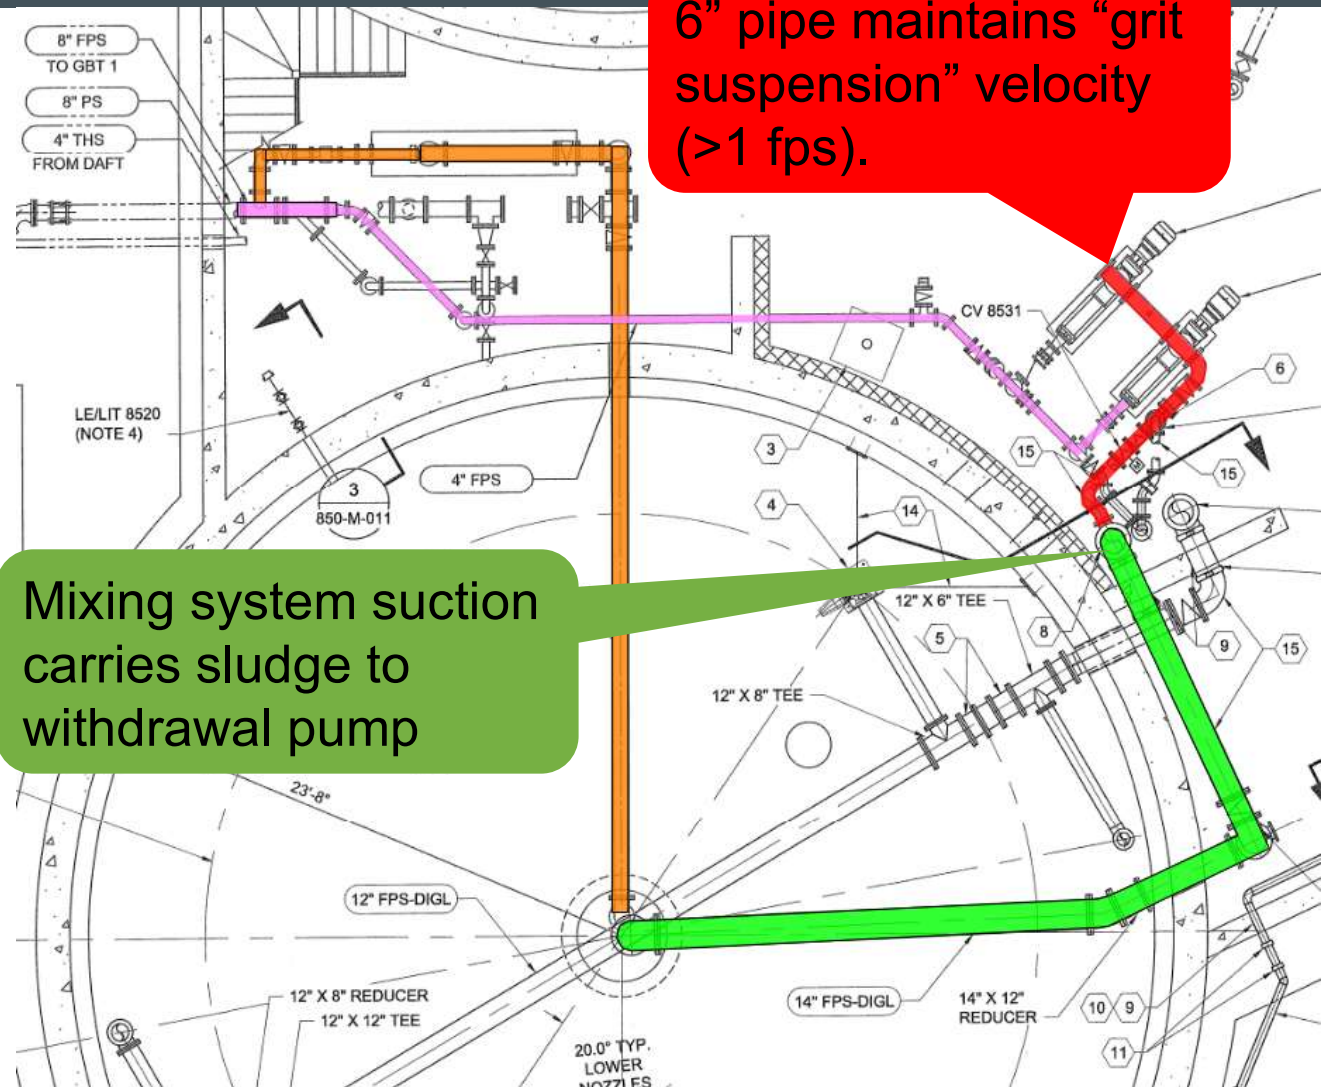 6” pipe maintains “grit
suspension” velocity
(>1 fps).
8" FPS
TO GBT 1
8" PS
4" THS
FROM DAFT
CV 8531
6
LE/LIT 8520
(NOTE 4)
3
15
15
4" FPS
3
850-M-011
4
14
Mixing system suction
carries sludge to
withdrawal pump
12" X 6" TEE
5
8
9
15
12" X 8" TEE
23'-8"
12" FPS-DIGL
12" X 8" REDUCER
12" X 12" TEE
14" FPS-DIGL
14" X 12"
REDUCER
10
9
11
20.0° TYP.
LOWER
NOZZLES